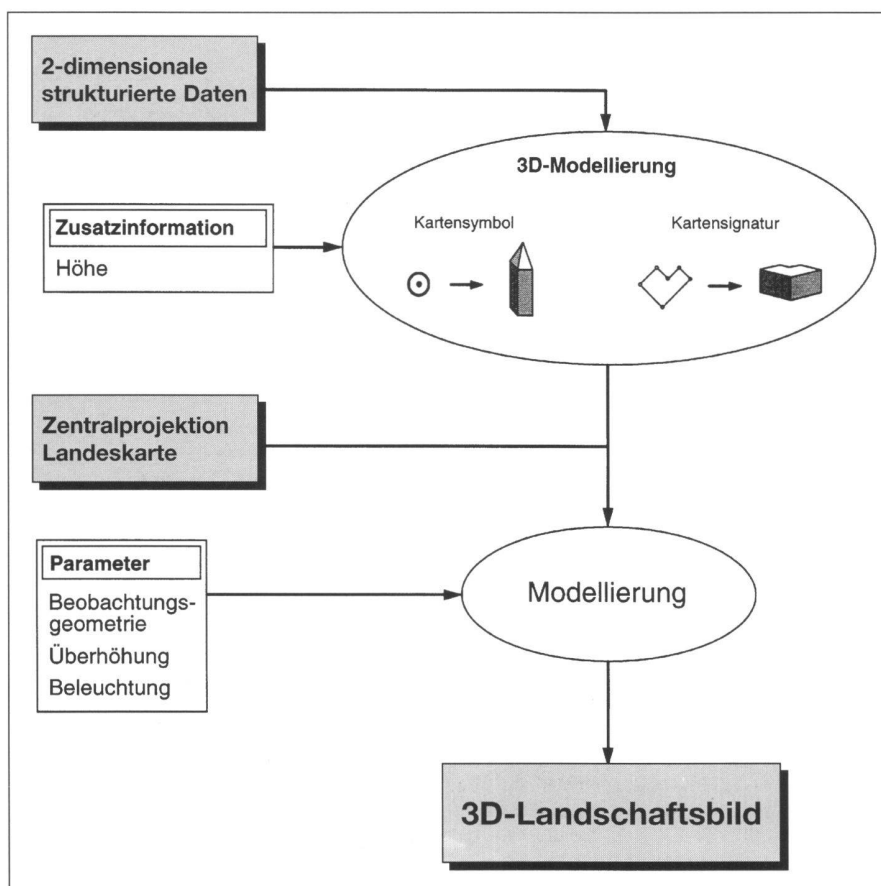 2-dimensionale
strukturierte Daten
3D-Modellierung
Zusatzinformation
Höhe
Kartensymbol
Kartensignatur
Zentralprojektion
Landeskarte
Parameter
Beobachtungs-
geometrie
Überhöhung
Beleuchtung
Modellierung
3D-Landschaftsbild